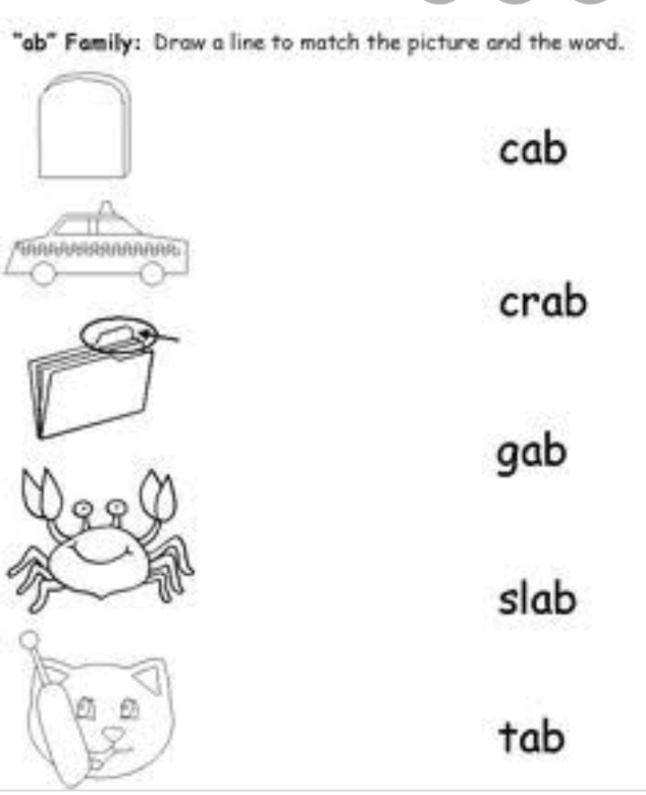 "ab" Family: Draw a line to match the picture and the word.
cab
crab
gab
slab
tab